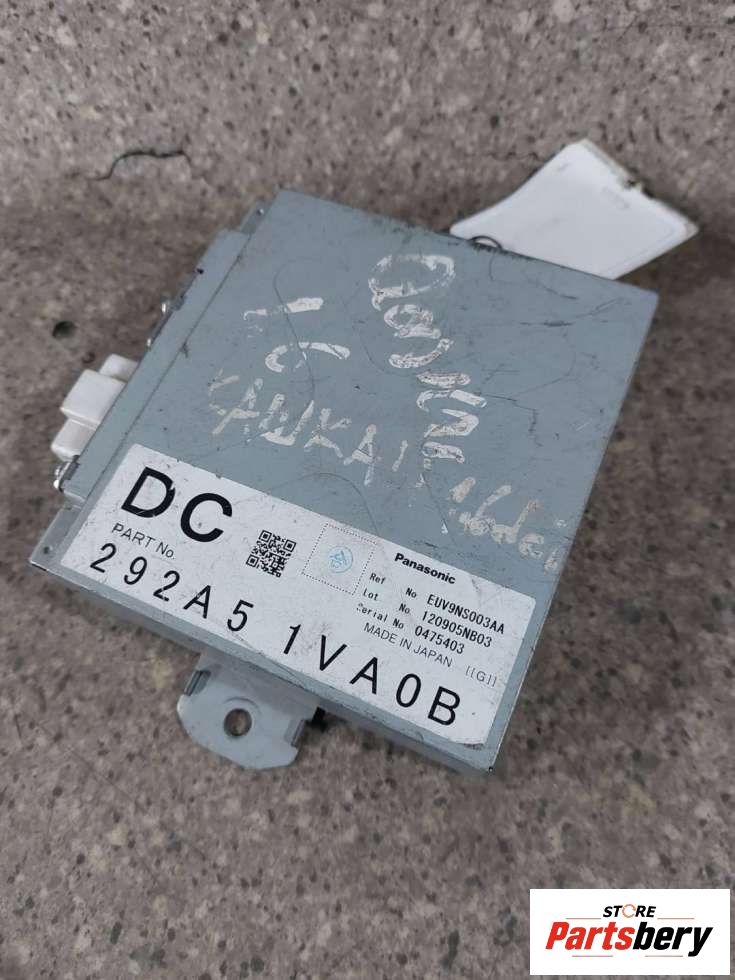 DC
PART No.
292A5 1VA0B
Panasonic
Ref No EUV9NS003AA
Lot No 120905NB03
Serial No 0475403
MADE IN JAPAN [[G]]
STORE
Partsbery